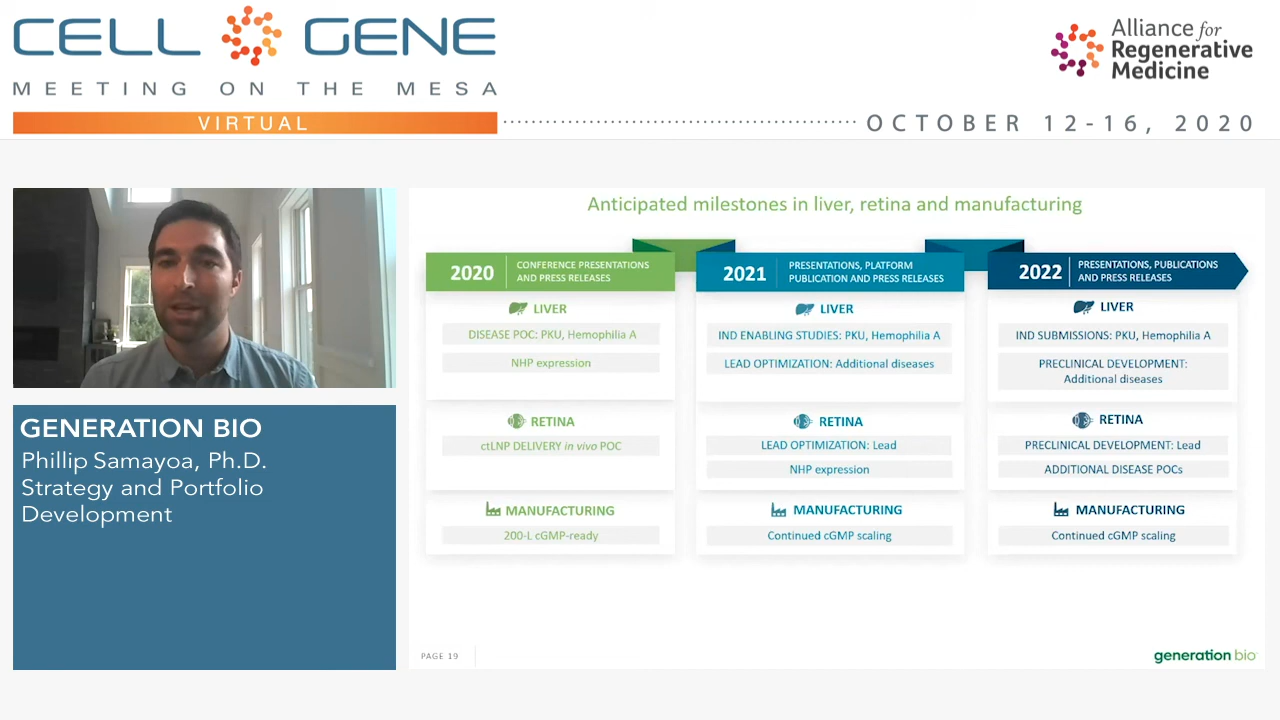 CELL GENE
MEETING ON THE MESA
VIRTUAL
Alliance for
Regenerative
Medicine
OCTOBER 12-16, 2020
GENERATION BIO
Phillip Samayoa, Ph.D.
Strategy and Portfolio
Development
Anticipated milestones in liver, retina and manufacturing
2020
CONFERENCE PRESENTATIONS
AND PRESS RELEASES
LIVER
DISEASE POC: PKU, Hemophilia A
NHP expression
RETINA
ctLNP DELIVERY in vivo POC
MANUFACTURING
200-L cGMP-ready
2021
PRESENTATIONS, PLATFORM
PUBLICATION AND PRESS RELEASES
LIVER
IND ENABLING STUDIES: PKU, Hemophilia A
LEAD OPTIMIZATION: Additional diseases
RETINA
LEAD OPTIMIZATION: Lead
NHP expression
MANUFACTURING
Continued cGMP scaling
2022
PRESENTATIONS, PUBLICATIONS
AND PRESS RELEASES
LIVER
IND SUBMISSIONS: PKU, Hemophilia A
PRECLINICAL DEVELOPMENT:
Additional diseases
RETINA
PRECLINICAL DEVELOPMENT: Lead
ADDITIONAL DISEASE POCs
MANUFACTURING
Continued cGMP scaling
PAGE 19
generation bio